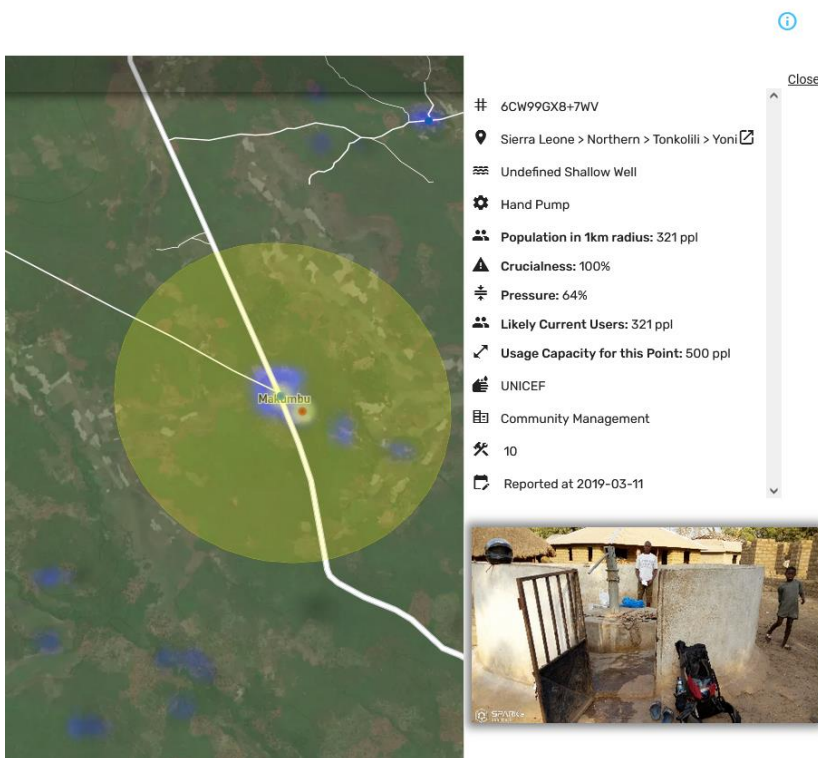 Close
# 6CW99GX8+7WV
Sierra Leone > Northern > Tonkolili > Yoni
Undefined Shallow Well
Hand Pump
Population in 1km radius: 321 ppl
Crucialness: 100%
Pressure: 64%
Likely Current Users: 321 ppl
Usage Capacity for this Point: 500 ppl
UNICEF
Community Management
10
Reported at 2019-03-11
Makumbu
SPARK